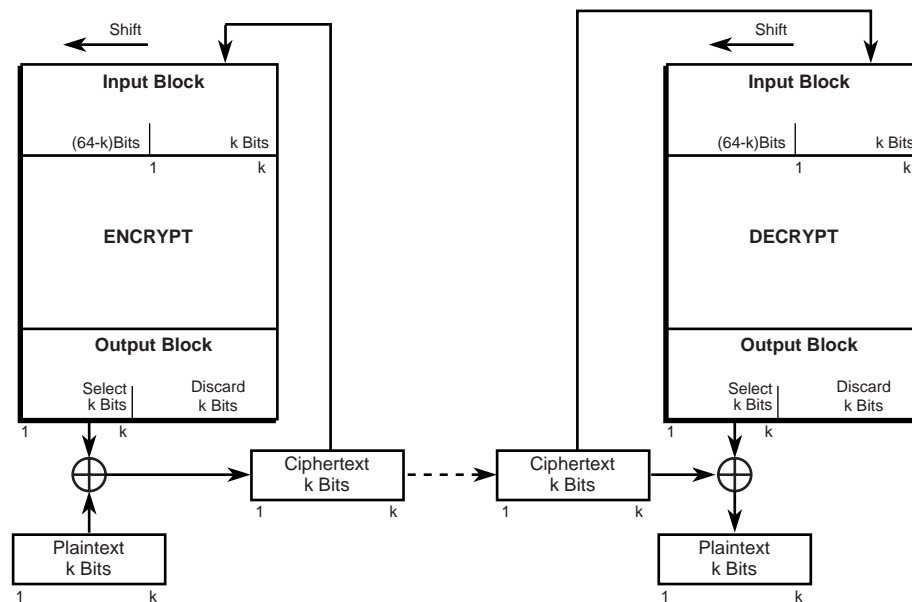 Shift
Input Block
(64-k)Bits k Bits
1 k
ENCRYPT
Output Block
Select Discard
k Bits k Bits
1 k
Ciphertext
k Bits
1 k
Plaintext
k Bits
1 k
Shift
Input Block
(64-k)Bits k Bits
1 k
DECRYPT
Output Block
Select Discard
k Bits k Bits
1 k
Ciphertext
k Bits
1 k
Plaintext
k Bits
1 k